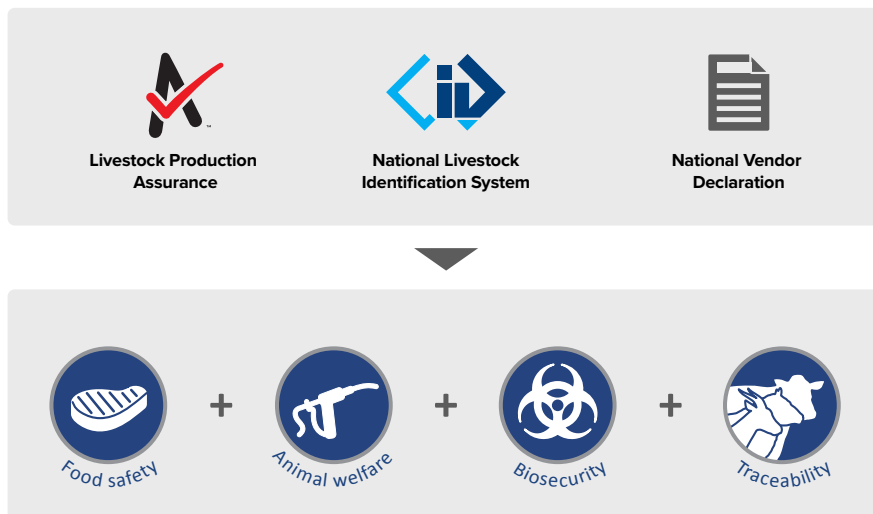 Livestock Production
Assurance
National Livestock
Identification System
National Vendor
Declaration
Food safety
Animal welfare
Biosecurity
Traceability